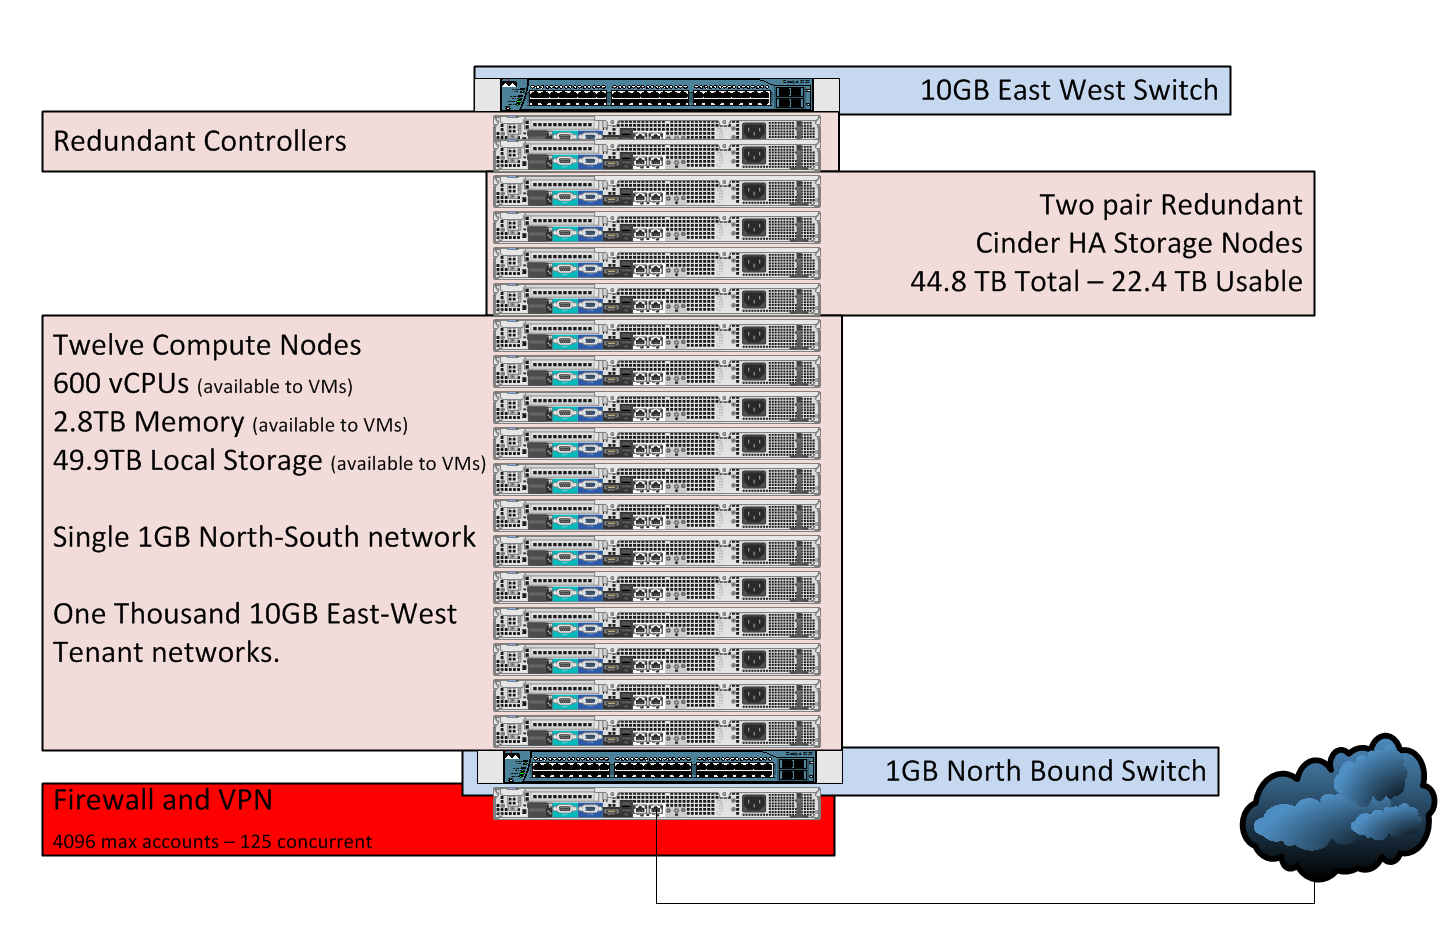 10GB East West Switch
Redundant Controllers
Two pair Redundant
Cinder HA Storage Nodes
44.8 TB Total – 22.4 TB Usable
Twelve Compute Nodes
600 vCPUs (available to VMs)
2.8TB Memory (available to VMs)
49.9TB Local Storage (available to VMs)
Single 1GB North-South network
One Thousand 10GB East-West
Tenant networks.
1GB North Bound Switch
Firewall and VPN
4096 max accounts – 125 concurrent